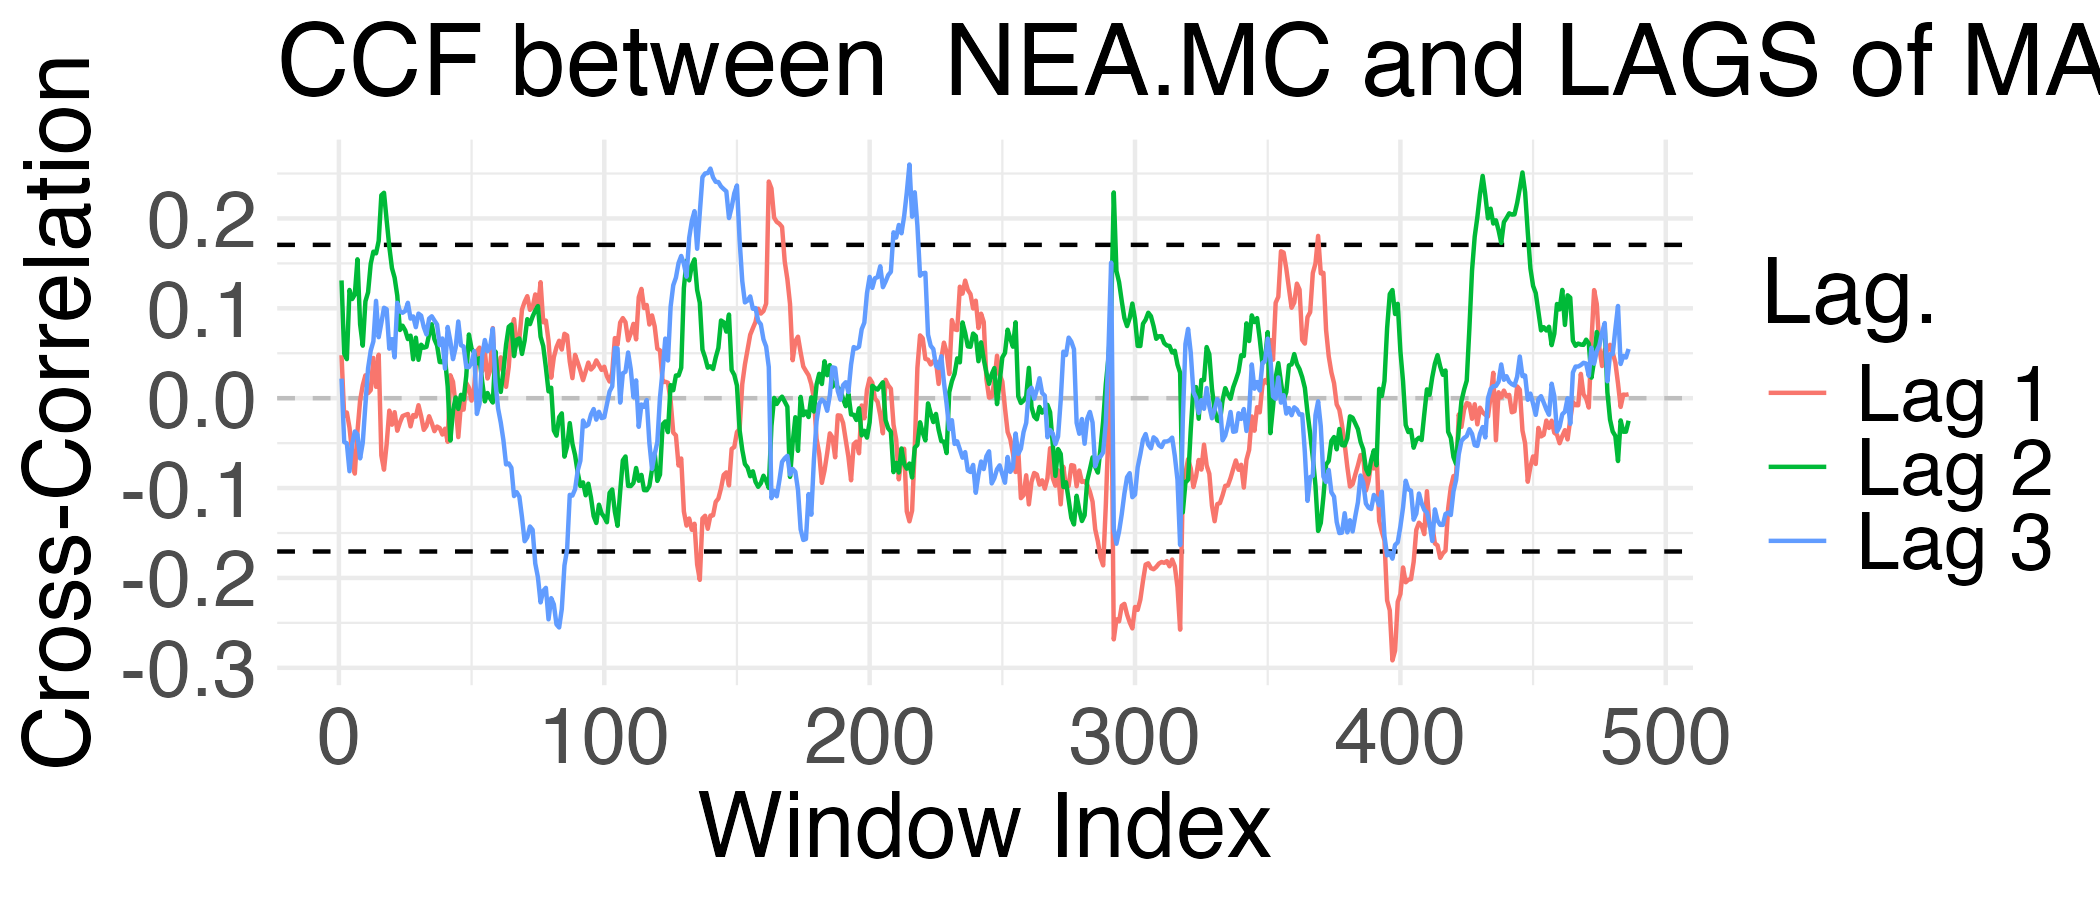 CCF between  NEA.MC and LAGS of MA
Cross-Correlation
0.2
0.1
0.0
-0.1
-0.2
-0.3
0 100 200 300 400 500
Window Index
Lag.
Lag 1
Lag 2
Lag 3